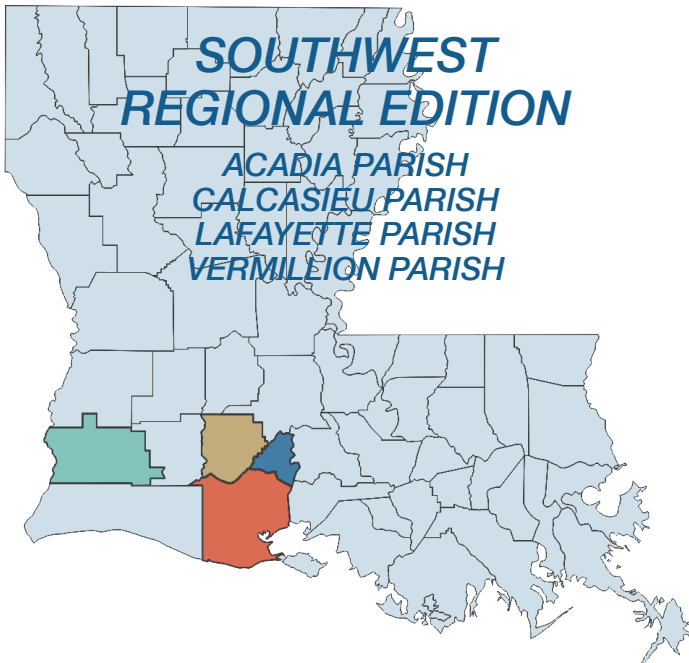 SOUTHWEST
REGIONAL EDITION
ACADIA PARISH
CALCASIEU PARISH
LAFAYETTE PARISH
VERMILLION PARISH